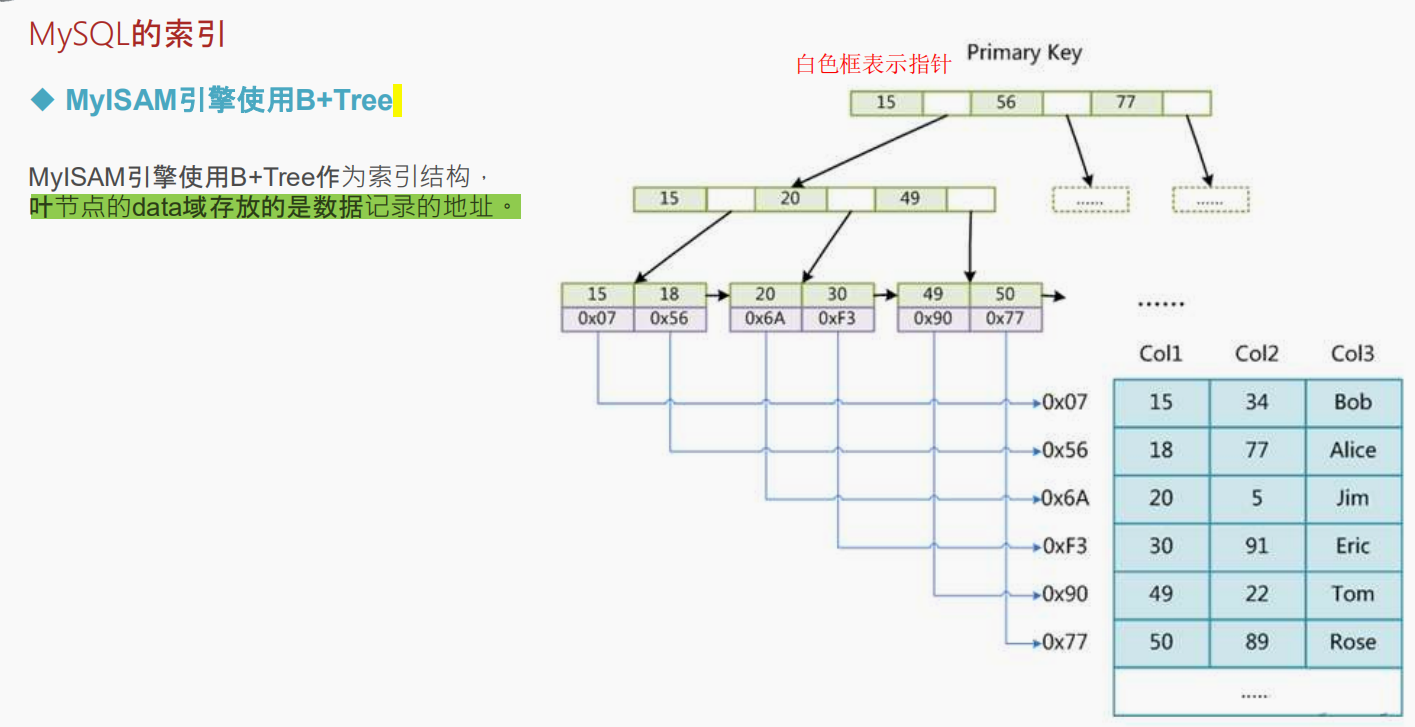 MySQL的索引
◆ MyISAM引擎使用B+Tree
MyISAM引擎使用B+Tree作为索引结构，
叶节点的data域存放的是数据记录的地址。
白色框表示指针
Primary Key
15 56 77
15 20 49
...... ......
15 18 20 30 49 50
0x07 0x56 0x6A 0xF3 0x90 0x77
......
Col1 Col2 Col3
0x07 15 34 Bob
0x56 18 77 Alice
0x6A 20 5 Jim
0xF3 30 91 Eric
0x90 49 22 Tom
0x77 50 89 Rose
.....